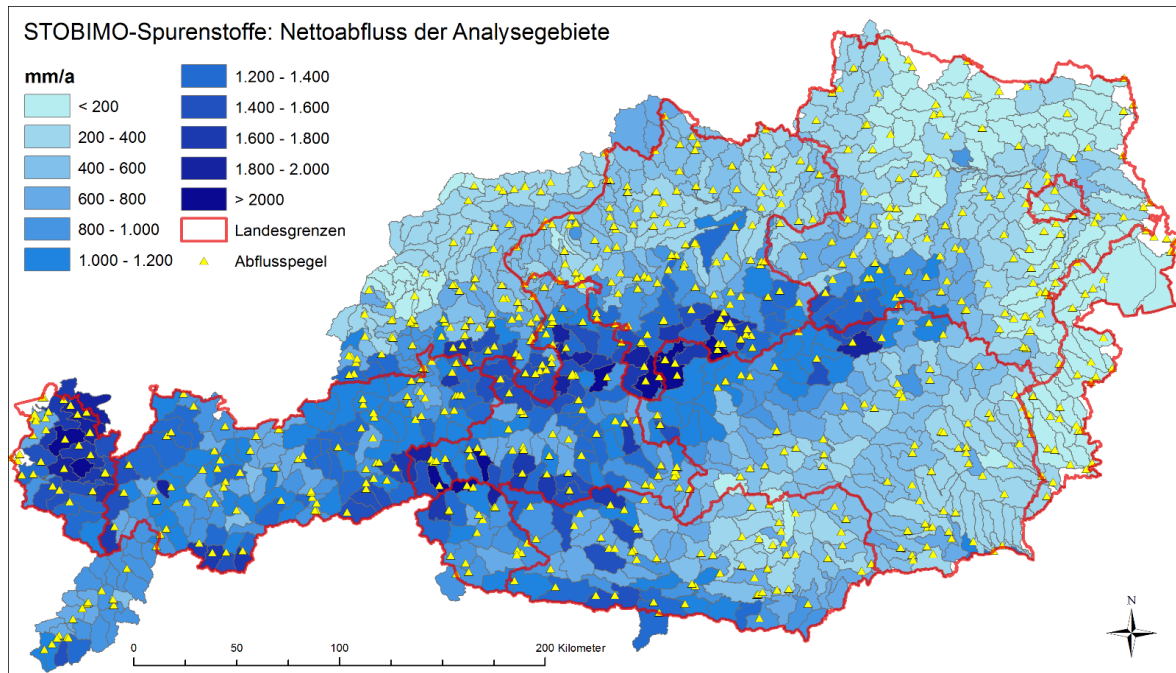 STOBIMO-Spurenstoffe: Nettoabfluss der Analysegebiete
mm/a
< 200
200 - 400
400 - 600
600 - 800
800 - 1.000
1.000 - 1.200
1.200 - 1.400
1.400 - 1.600
1.600 - 1.800
1.800 - 2.000
> 2000
Landesgrenzen
Abflusspegel
N
0 50 100 200 Kilometer